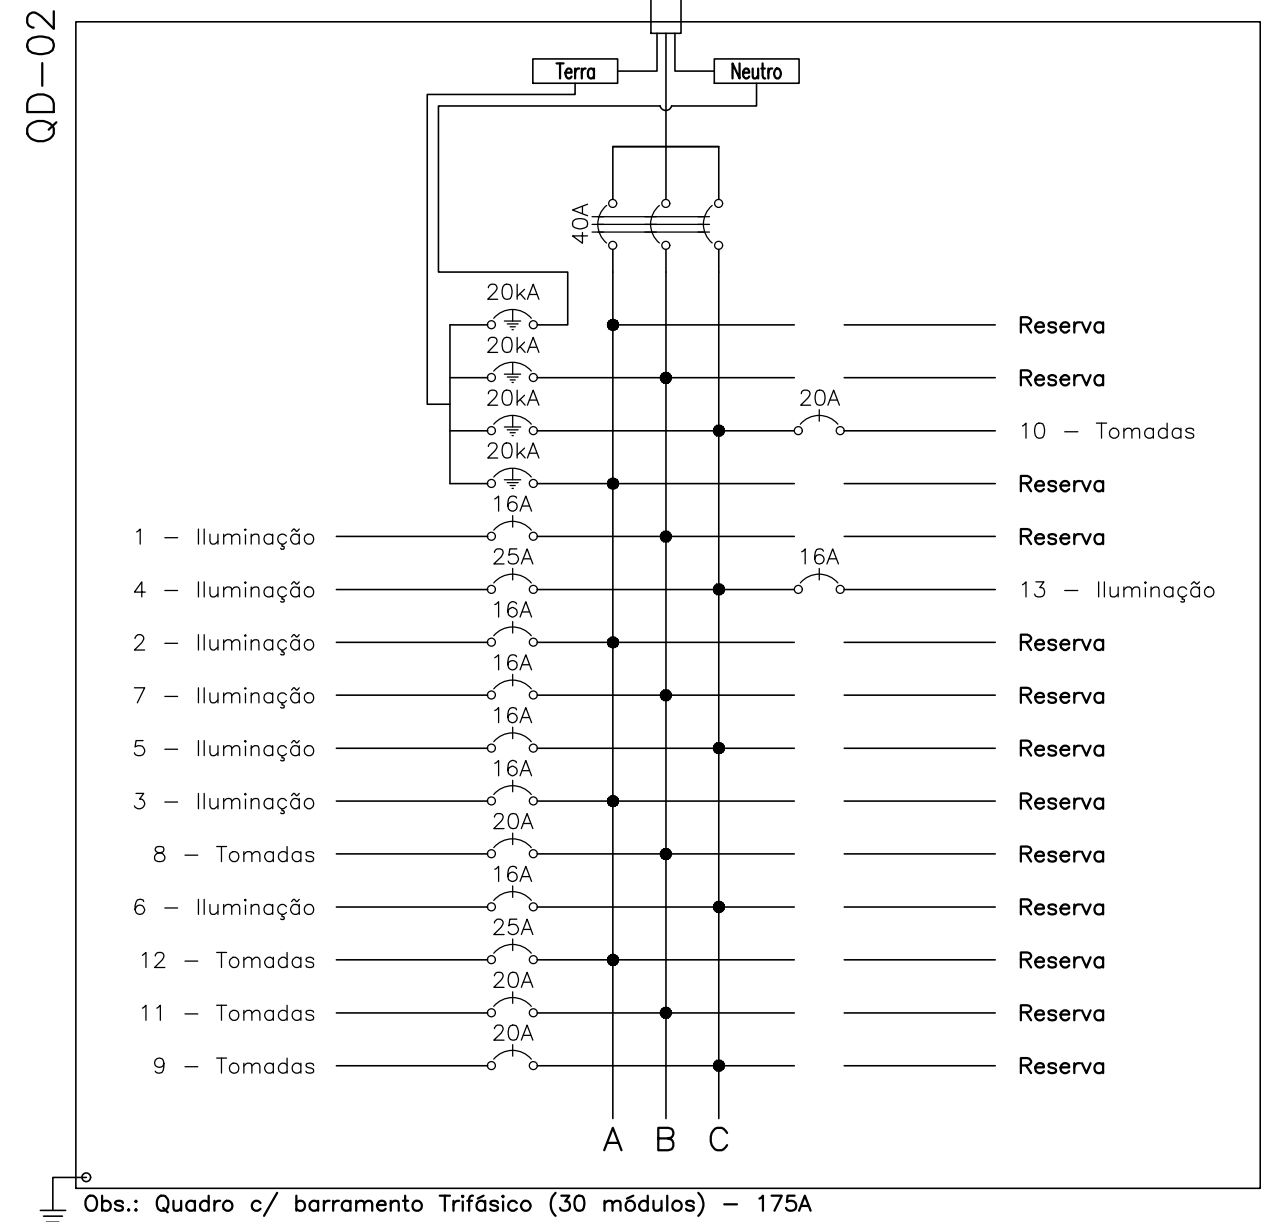 QD-02
Terra
Neutro
40A
20kA
Reserva
20kA
Reserva
20kA
20A
10 - Tomadas
20kA
Reserva
16A
1 - Iluminação
Reserva
25A
16A
4 - Iluminação
13 - Iluminação
16A
2 - Iluminação
Reserva
16A
7 - Iluminação
Reserva
16A
5 - Iluminação
Reserva
16A
3 - Iluminação
Reserva
20A
8 - Tomadas
Reserva
16A
6 - Iluminação
Reserva
25A
12 - Tomadas
Reserva
20A
11 - Tomadas
Reserva
20A
9 - Tomadas
Reserva
A B C
Obs.: Quadro c/ barramento Trifásico (30 módulos) - 175A